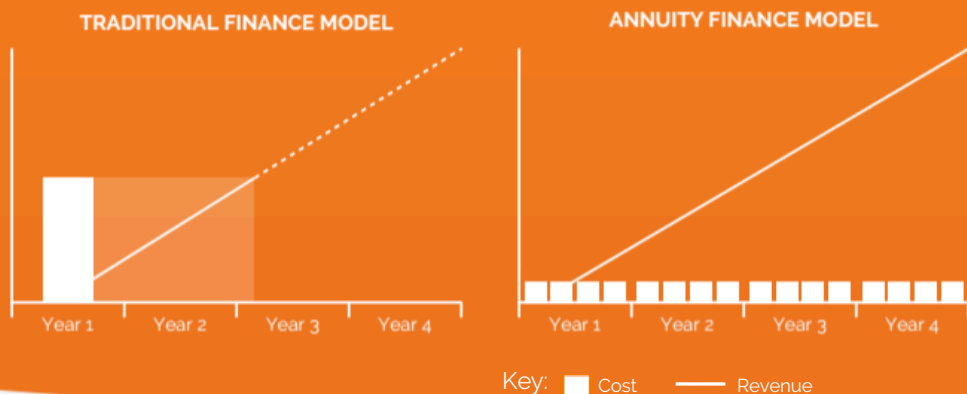 TRADITIONAL FINANCE MODEL
Year 1 Year 2 Year 3 Year 4
ANNUITY FINANCE MODEL
Year 1 Year 2 Year 3 Year 4
Key: Cost Revenue